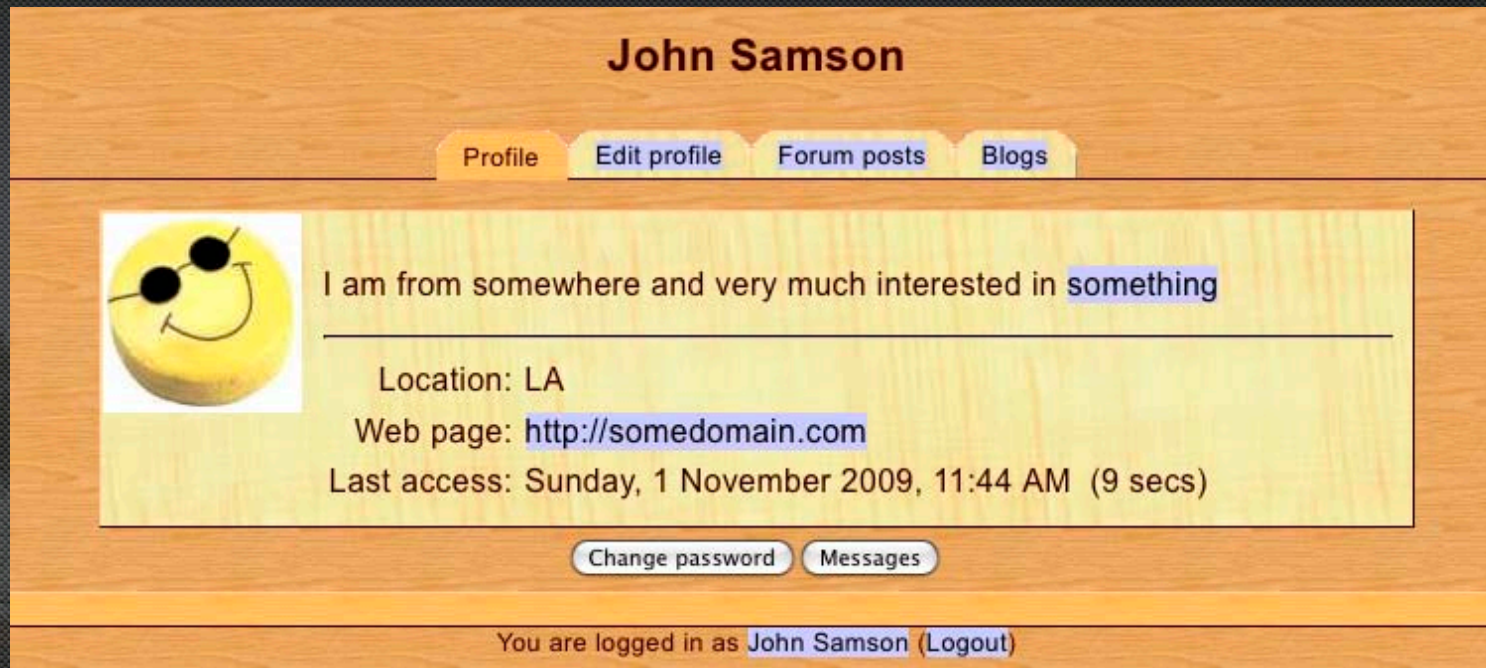 John Samson
Profile Edit profile Forum posts Blogs
I am from somewhere and very much interested in something
Location: LA
Web page: http://somedomain.com
Last access: Sunday, 1 November 2009, 11:44 AM (9 secs)
Change password Messages
You are logged in as John Samson (Logout)